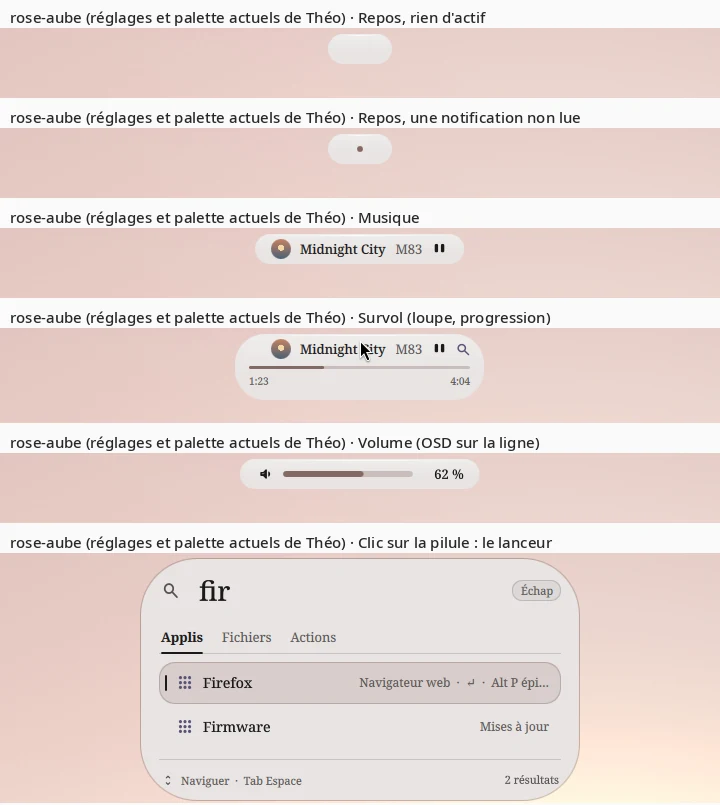 rose-aube (réglages et palette actuels de Théo) · Repos, rien d'actif
rose-aube (réglages et palette actuels de Théo) · Repos, une notification non lue
rose-aube (réglages et palette actuels de Théo) · Musique
Midnight City M83
rose-aube (réglages et palette actuels de Théo) · Survol (loupe, progression)
Midnight City M83
1:23 4:04
rose-aube (réglages et palette actuels de Théo) · Volume (OSD sur la ligne)
62 %
rose-aube (réglages et palette actuels de Théo) · Clic sur la pilule : le lanceur
fir Échap
Applis Fichiers Actions
Firefox Navigateur web · ↵ · Alt P épi…
Firmware Mises à jour
Naviguer · Tab Espace 2 résultats